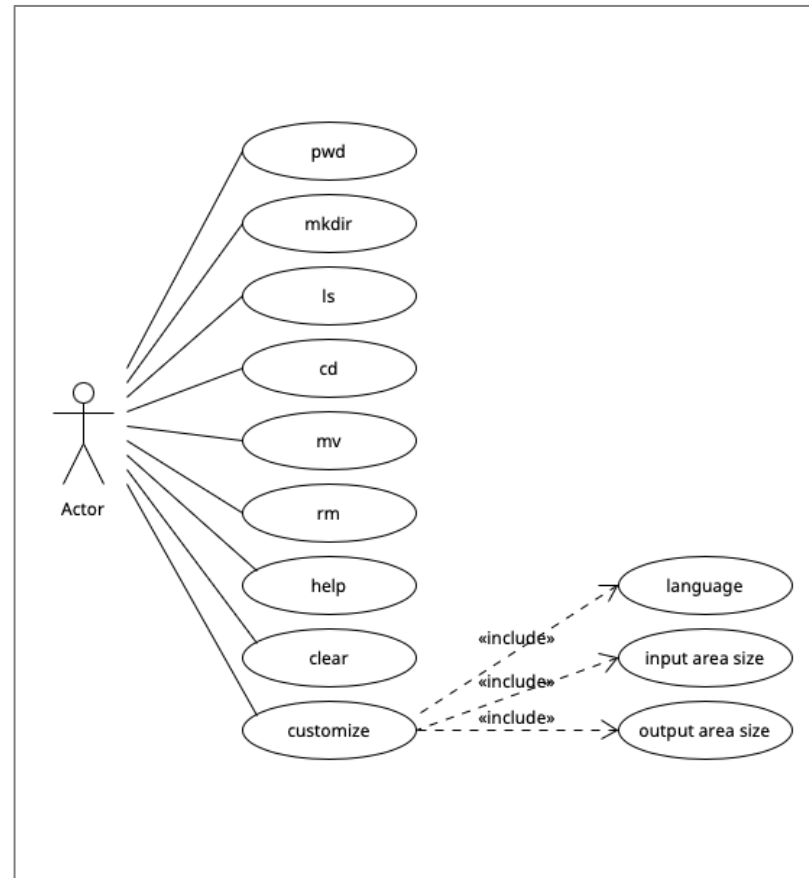 pwd
mkdir
ls
cd
mv
Actor
rm
help
language
«include»
clear
input area size
«include»
«include»
customize
output area size